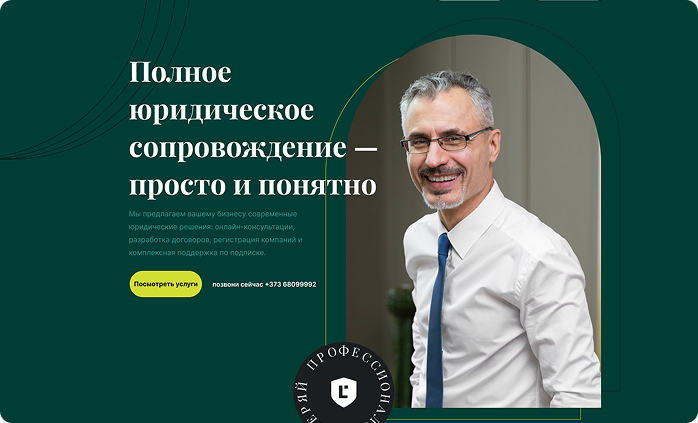 Полное
юридическое
сопровождение —
просто и понятно
Мы предлагаем вашему бизнесу современные
юридические решения: онлайн-консультации,
разработка договоров, регистрация компаний и
комплексная поддержка по подписке.
Посмотреть услуги
позвони сейчас +373 68099992
ПРОФЕССИОНАЛ